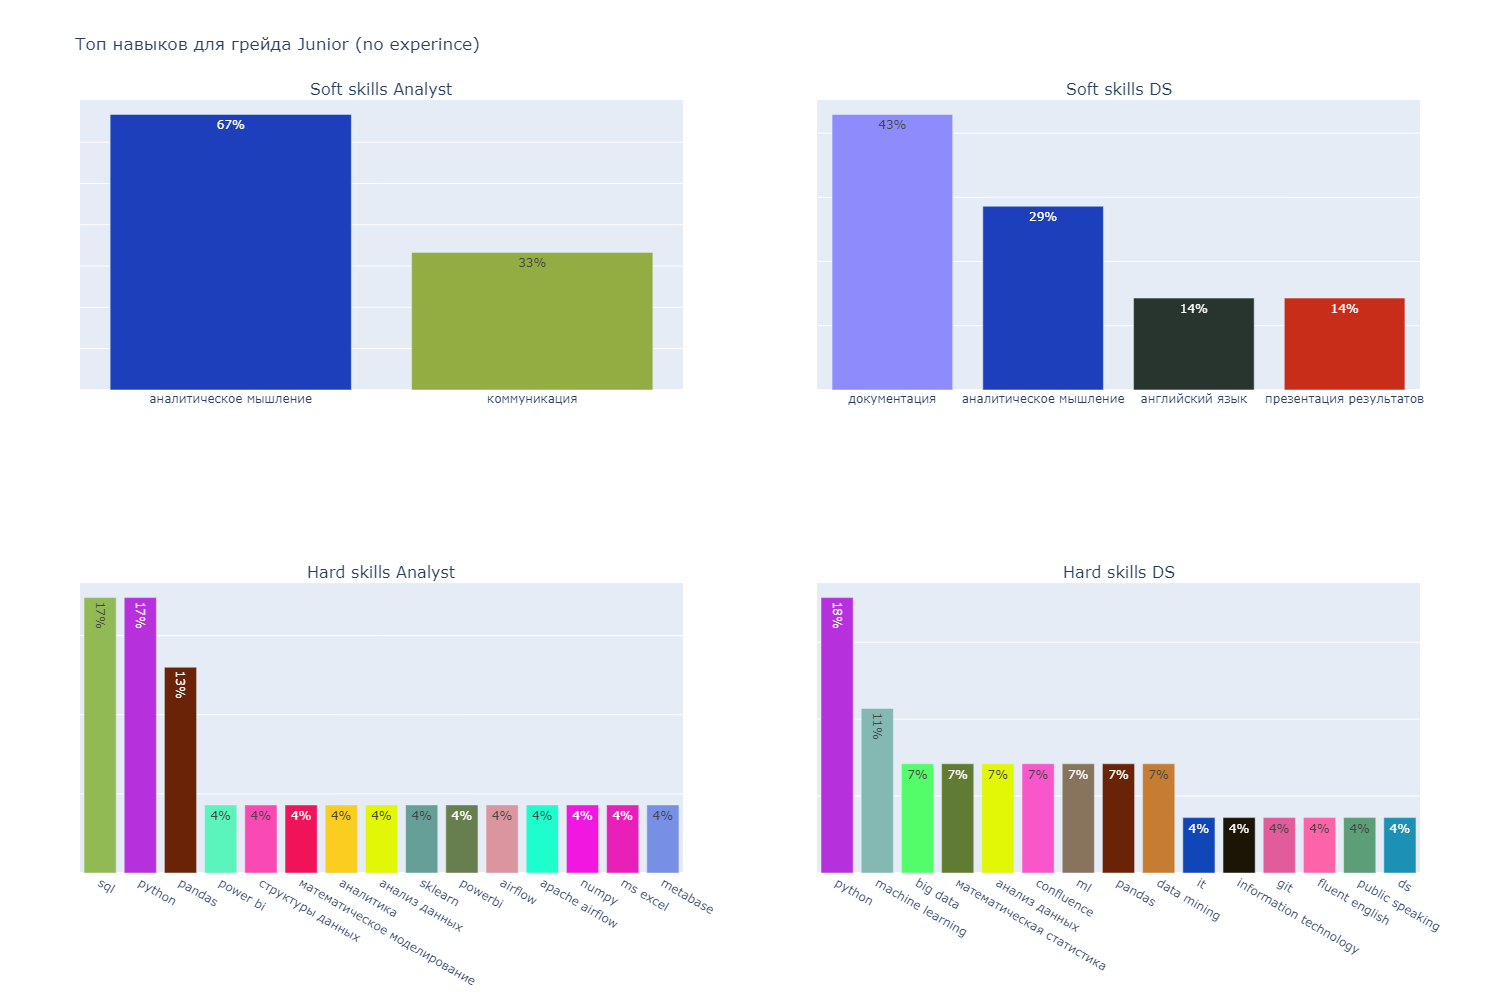 Топ навыков для грейда Junior (no experince)
Soft skills Analyst
67%
33%
аналитическое мышление
коммуникация
Soft skills DS
43%
29%
14%
14%
документация
аналитическое мышление
английский язык
презентация результатов
Hard skills Analyst
17%
17%
13%
4%
4%
4%
4%
4%
4%
4%
4%
4%
4%
4%
4%
sql
python
pandas
power bi
структуры данных
математическое моделирование
аналитика
анализ данных
sklearn
powerbi
airflow
apache airflow
numpy
ms excel
metabase
Hard skills DS
18%
11%
7%
7%
7%
7%
7%
7%
7%
4%
4%
4%
4%
4%
4%
python
machine learning
big data
математическая статистика
анализ данных
confluence
ml
pandas
data mining
it
information technology
git
fluent english
public speaking
ds